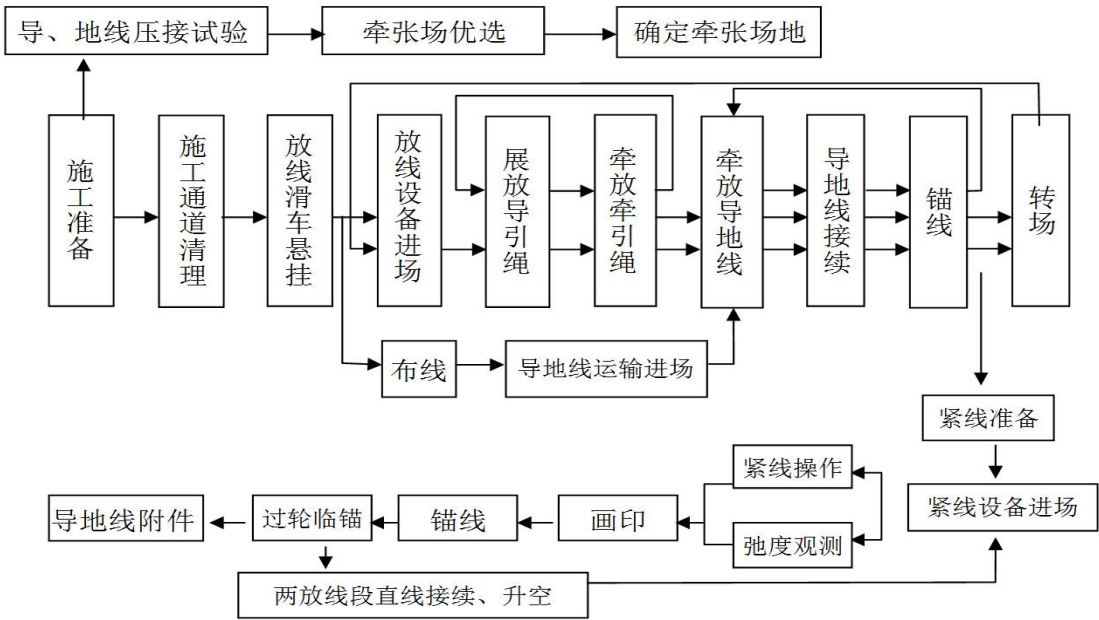 导、地线压接试验
牵张场优选
确定牵张场地
施工准备
施工通道清理
放线滑车悬挂
放线设备进场
展放导引绳
牵放牵引绳
牵放导地线
导地线接续
锚线
转场
布线
导地线运输进场
紧线准备
紧线设备进场
紧线操作
弛度观测
画印
锚线
过轮临锚
导地线附件
两放线段直线接续、升空